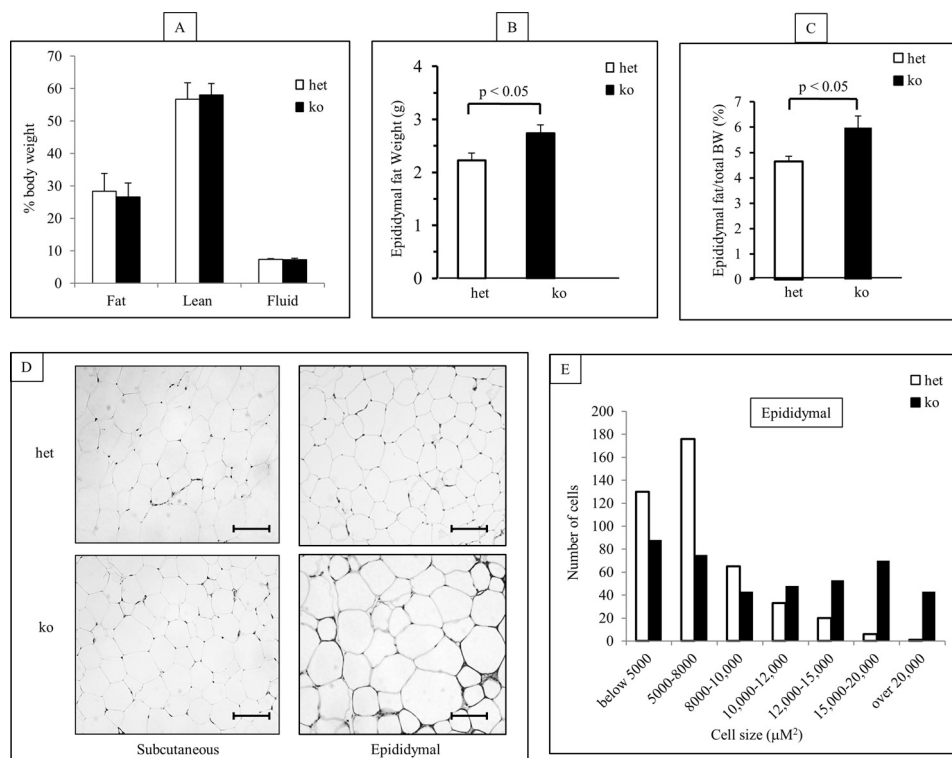 A
% body weight
70
60
50
40
30
20
10
0
het
ko
Fat Lean Fluid
B
Epididymal fat Weight (g)
4
3
2
1
0
het
ko
p < 0.05
het ko
C
Epididymal fat/total BW (%)
7
6
5
4
3
2
1
0
het
ko
p < 0.05
het ko
D
het
ko
Subcutaneous Epididymal
E
het
ko
Epididymal
Number of cells
200
180
160
140
120
100
80
60
40
20
0
below 5000
5000-8000
8000-10,000
10,000-12,000
12,000-15,000
15,000-20,000
over 20,000
Cell size (µM²)